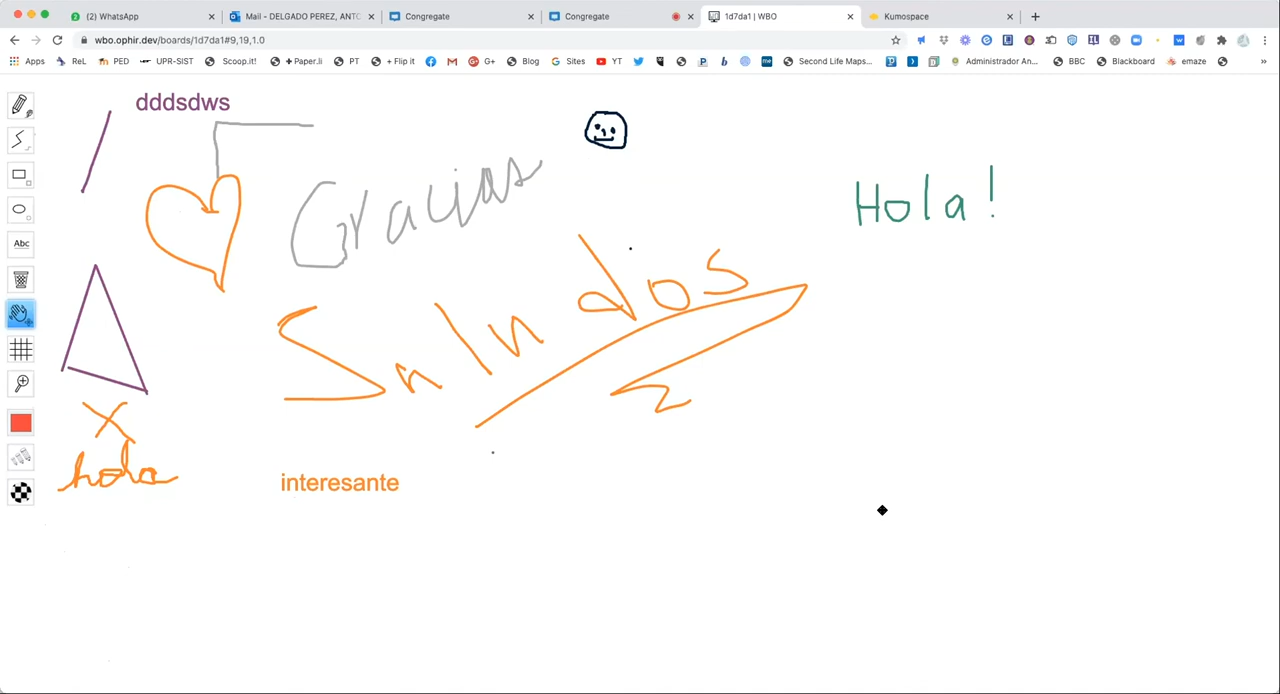 (2) WhatsApp
Mail - DELGADO PEREZ, ANTC
Congregate
Congregate
1d7da1 | WBO
Kumospace
wbo.ophir.dev/boards/1d7da1#9,19,1.0
Apps ReL PED UPR-SIST Scoop.it! + Paper.li PT + Flip it G+ Blog Sites YT Second Life Maps... Administrador An... BBC Blackboard emaze
dddsdws
Gracias
Hola!
Abc
Snlndos
hola
interesante